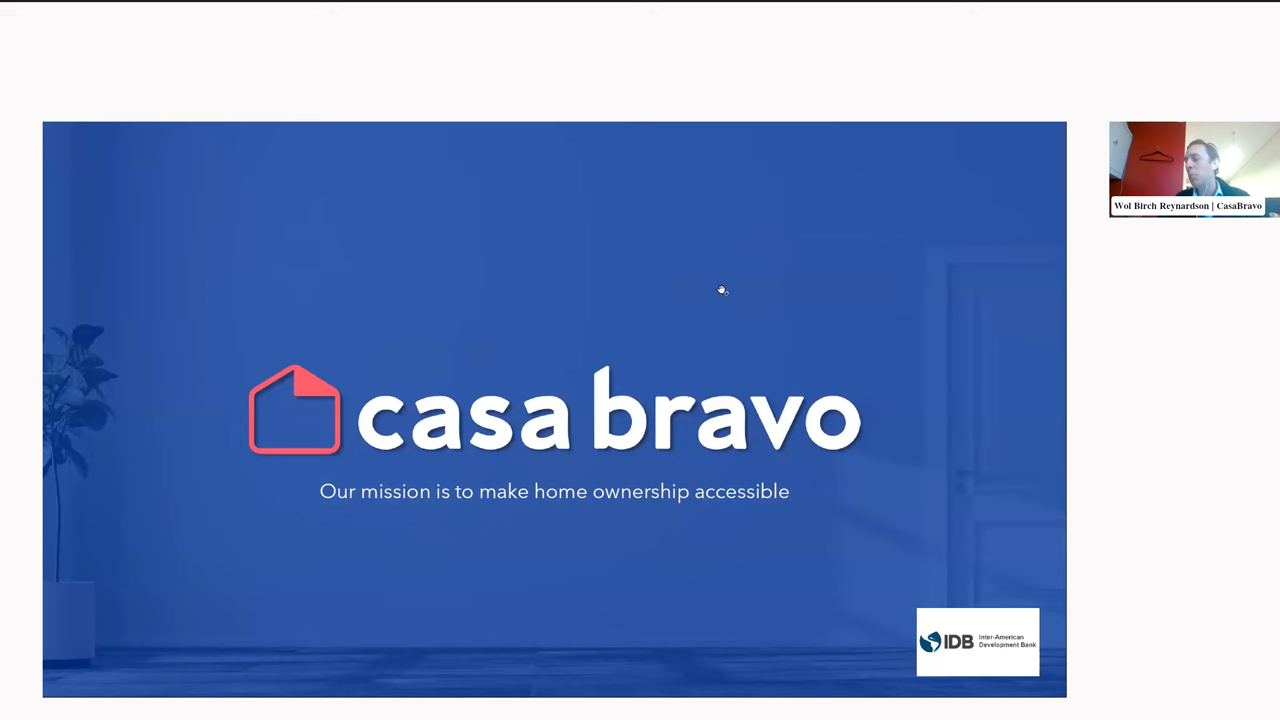 casa bravo
Our mission is to make home ownership accessible
Wol Birch Reynardson | CasaBravo
IDB
Inter-American
Development Bank